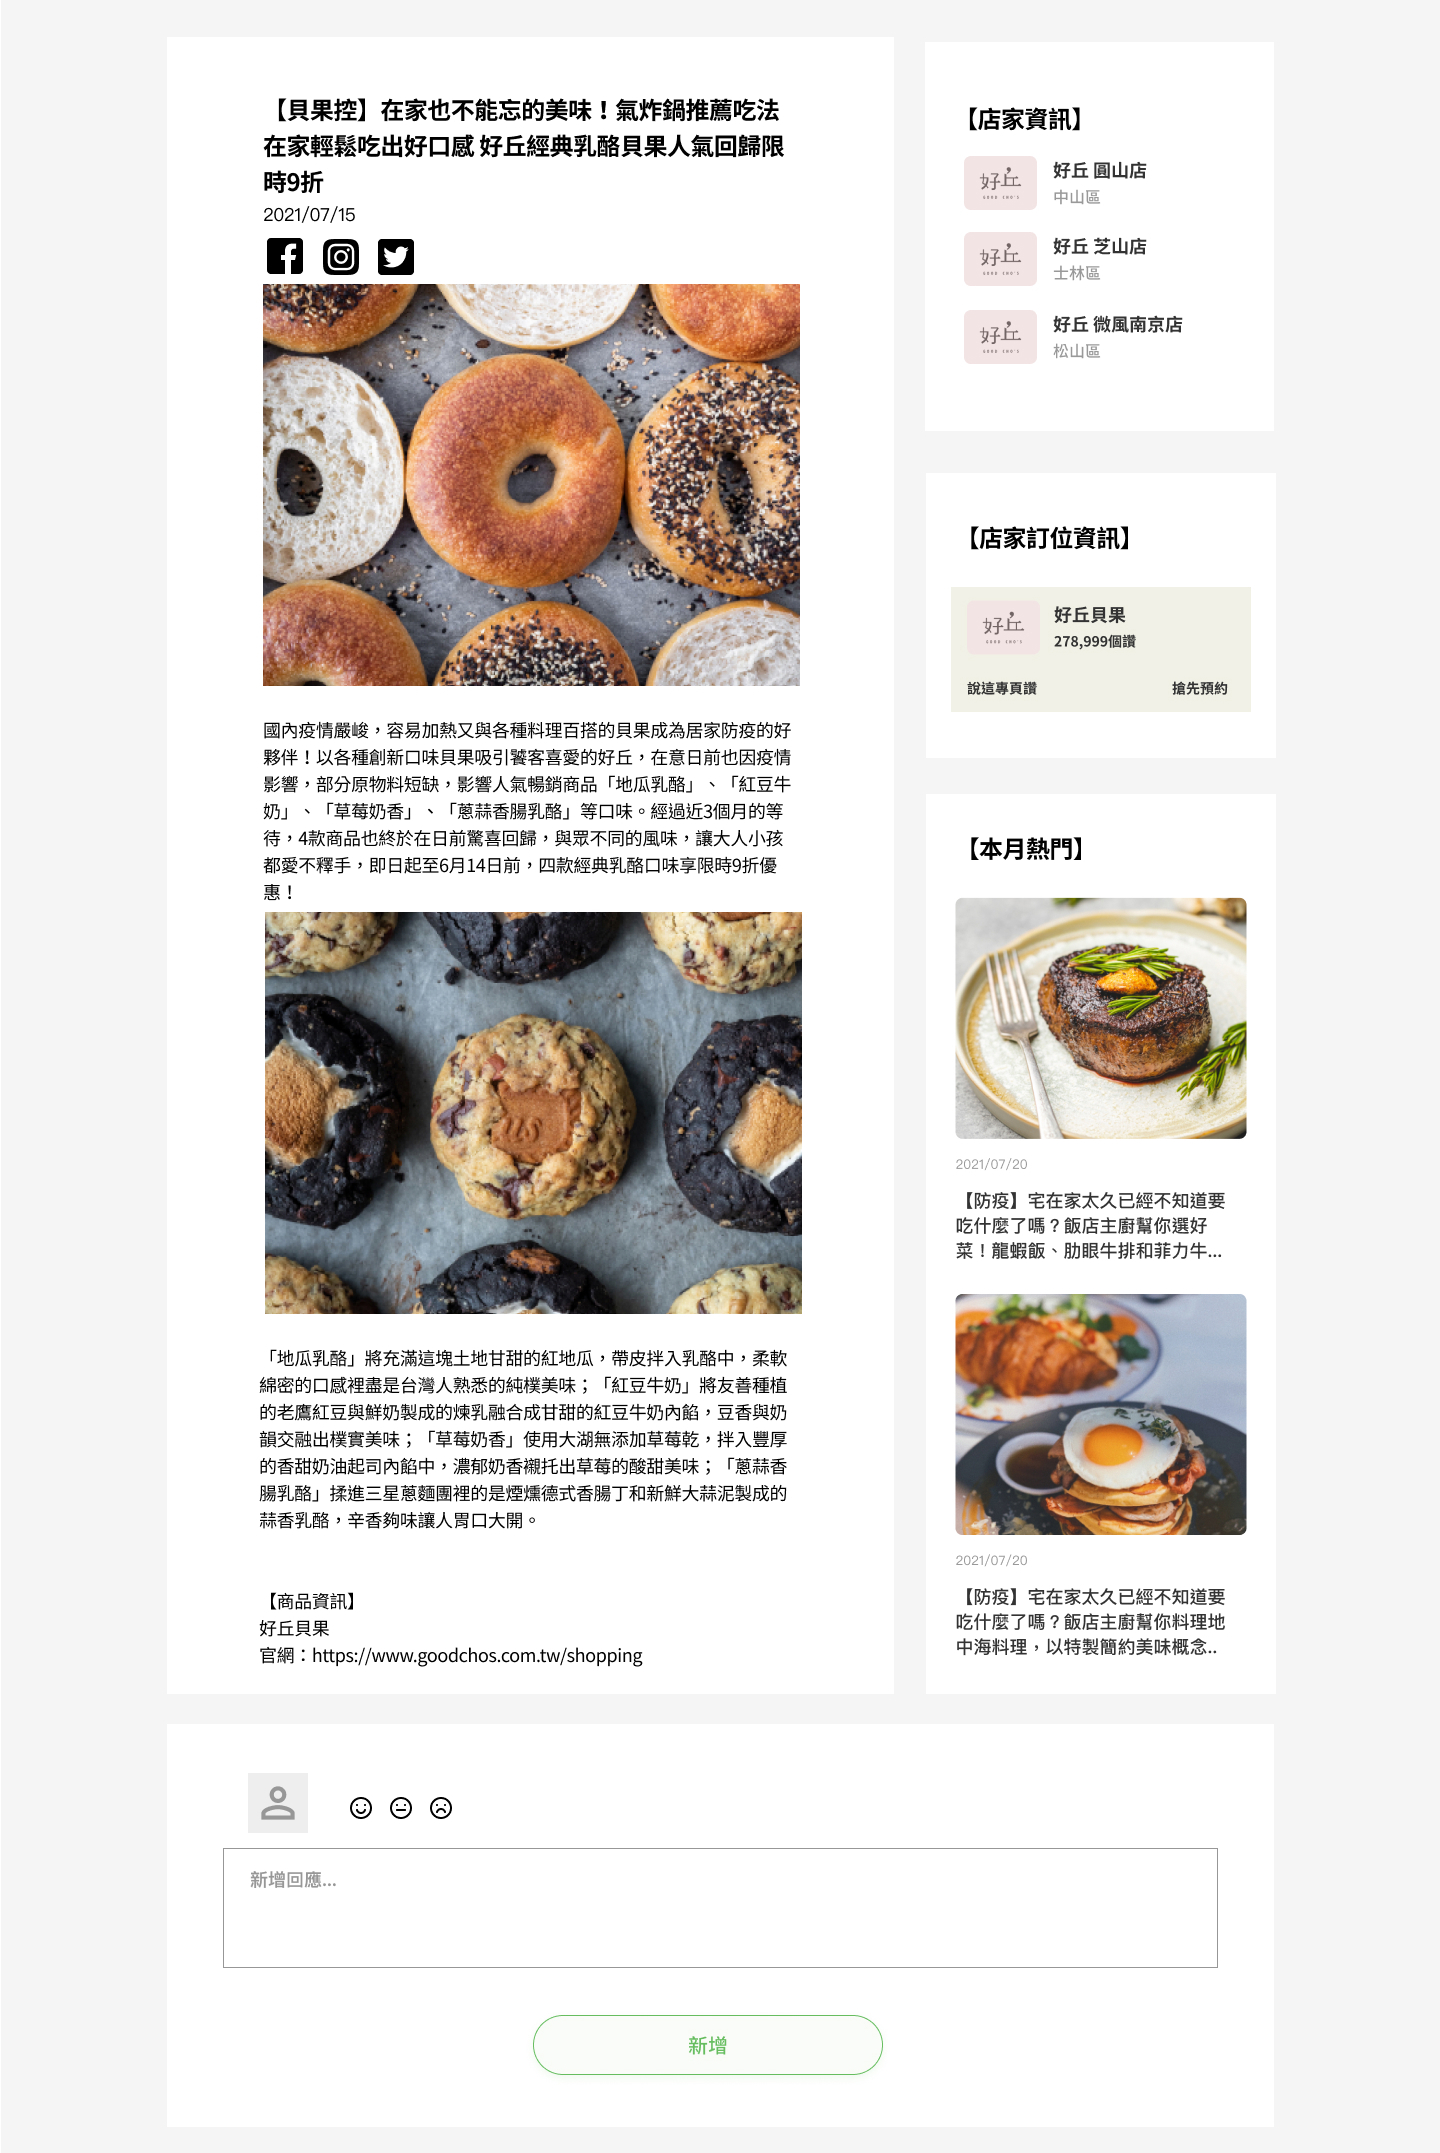 【貝果控】在家也不能忘的美味！氣炸鍋推薦吃法
在家輕鬆吃出好口感 好丘經典乳酪貝果人氣回歸限
時9折
2021/07/15
國內疫情嚴峻，容易加熱又與各種料理百搭的貝果成為居家防疫的好
夥伴！以各種創新口味貝果吸引饕客喜愛的好丘，在意日前也因疫情
影響，部分原物料短缺，影響人氣暢銷商品「地瓜乳酪」、「紅豆牛
奶」、「草莓奶香」、「蔥蒜香腸乳酪」等口味。經過近3個月的等
待，4款商品也終於在日前驚喜回歸，與眾不同的風味，讓大人小孩
都愛不釋手，即日起至6月14日前，四款經典乳酪口味享限時9折優
惠！
「地瓜乳酪」將充滿這塊土地甘甜的紅地瓜，帶皮拌入乳酪中，柔軟
綿密的口感裡盡是台灣人熟悉的純樸美味；「紅豆牛奶」將友善種植
的老鷹紅豆與鮮奶製成的煉乳融合成甘甜的紅豆牛奶內餡，豆香與奶
韻交融出樸實美味；「草莓奶香」使用大湖無添加草莓乾，拌入豐厚
的香甜奶油起司內餡中，濃郁奶香襯托出草莓的酸甜美味；「蔥蒜香
腸乳酪」揉進三星蔥麵團裡的是煙燻德式香腸丁和新鮮大蒜泥製成的
蒜香乳酪，辛香夠味讓人胃口大開。
【商品資訊】
好丘貝果
官網：https://www.goodchos.com.tw/shopping
【店家資訊】
好丘
GOOD CHO'S
好丘 圓山店
中山區
好丘
GOOD CHO'S
好丘 芝山店
士林區
好丘
GOOD CHO'S
好丘 微風南京店
松山區
【店家訂位資訊】
好丘
GOOD CHO'S
好丘貝果
278,999個讚
說這專頁讚
搶先預約
【本月熱門】
2021/07/20
【防疫】宅在家太久已經不知道要
吃什麼了嗎？飯店主廚幫你選好
菜！龍蝦飯、肋眼牛排和菲力牛...
2021/07/20
【防疫】宅在家太久已經不知道要
吃什麼了嗎？飯店主廚幫你料理地
中海料理，以特製簡約美味概念..
新增回應...
新增